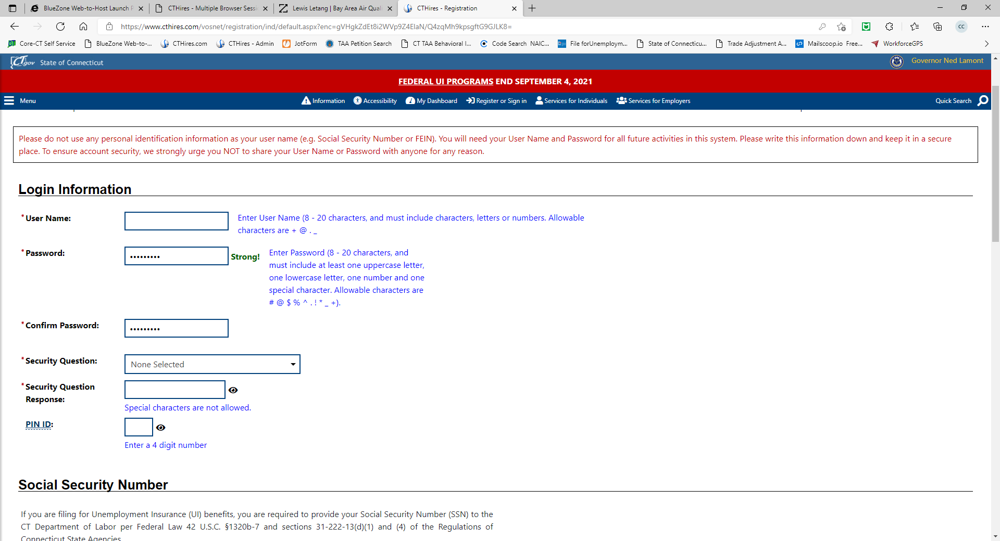 BlueZone Web-to-Host Launch P
CTHires - Multiple Browser Sessi
Lewis Letang | Bay Area Air Quali
CTHires - Registration
https://www.cthires.com/vosnet/registration/ind/default.aspx?enc=gVHgkZdEt8i2WVp9Z4ElaN/Q4zqMh9kpsgftG9GJLK8=
CC
Core-CT Self Service
BlueZone Web-to-...
CTHires.com
CTHires - Admin
JotForm
TAA Petition Search
CT TAA Behavioral I...
Code Search NAIC...
File forUnemploym...
State of Connecticu...
Trade Adjustment A...
Mailscoop.io Free...
WorkforceGPS
CT.gov State of Connecticut
Governor Ned Lamont
FEDERAL UI PROGRAMS END SEPTEMBER 4, 2021
Menu
Information
Accessibility
My Dashboard
Register or Sign in
Services for Individuals
Services for Employers
Quick Search
Please do not use any personal identification information as your user name (e.g. Social Security Number or FEIN). You will need your User Name and Password for all future activities in this system. Please write this information down and keep it in a secure
place. To ensure account security, we strongly urge you NOT to share your User Name or Password with anyone for any reason.
Login Information
* User Name:
Enter User Name (8 - 20 characters, and must include characters, letters or numbers. Allowable
characters are + @ . _
* Password:
•••••••••
Strong!
Enter Password (8 - 20 characters, and
must include at least one uppercase letter,
one lowercase letter, one number and one
special character. Allowable characters are
# @ $ % ^ . ! * _ +).
* Confirm Password:
•••••••••
* Security Question:
None Selected
* Security Question
Response:
Special characters are not allowed.
PIN ID:
Enter a 4 digit number
Social Security Number
If you are filing for Unemployment Insurance (UI) benefits, you are required to provide your Social Security Number (SSN) to the
CT Department of Labor per Federal Law 42 U.S.C. §1320b-7 and sections 31-222-13(d)(1) and (4) of the Regulations of
Connecticut State Agencies